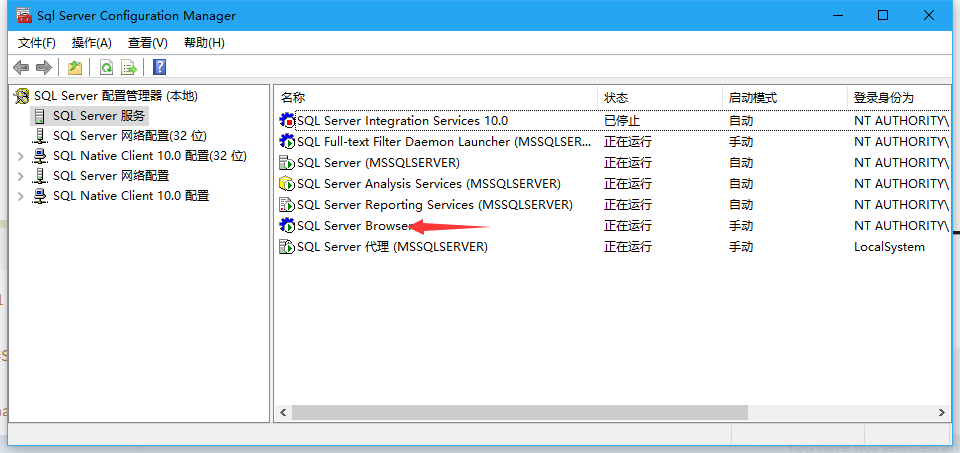 Sql Server Configuration Manager
文件(F) 操作(A) 查看(V) 帮助(H)
SQL Server 配置管理器 (本地)
SQL Server 服务
SQL Server 网络配置(32 位)
SQL Native Client 10.0 配置(32 位)
SQL Server 网络配置
SQL Native Client 10.0 配置
名称 状态 启动模式 登录身份为
SQL Server Integration Services 10.0 已停止 自动 NT AUTHORITY\
SQL Full-text Filter Daemon Launcher (MSSQLSER... 正在运行 手动 NT AUTHORITY\
SQL Server (MSSQLSERVER) 正在运行 自动 NT AUTHORITY\
SQL Server Analysis Services (MSSQLSERVER) 正在运行 自动 NT AUTHORITY\
SQL Server Reporting Services (MSSQLSERVER) 正在运行 自动 NT AUTHORITY\
SQL Server Browser 正在运行 手动 NT AUTHORITY\
SQL Server 代理 (MSSQLSERVER) 正在运行 手动 LocalSystem